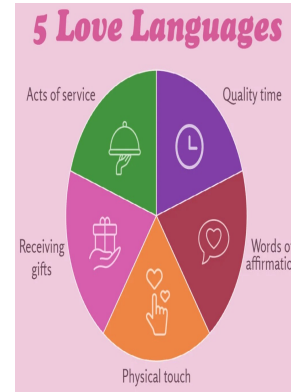 5 Love Languages
Acts of service
Quality time
Receiving
gifts
Words o
affirmatio
Physical touch